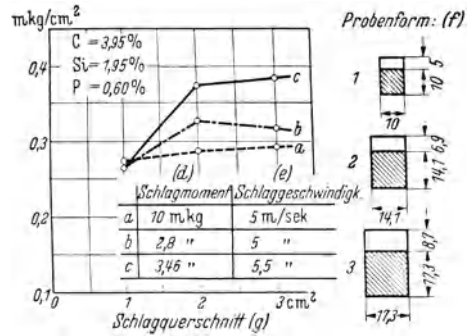 mkg/cm²
C = 3,95%
Si = 1,95%
P = 0,60%
0,4
0,3
0,2
0,1
c
b
a
(d) (e)
Schlagmoment Schlaggeschwindigk.
a 10 mkg 5 m/sek
b 2,8 " 5 "
c 3,46 " 5,5 "
0 1 2 3 cm²
Schlagquerschnitt (g)
Probenform: (f)
1
5
10
10
2
6,9
14,1
14,1
3
8,7
17,3
17,3